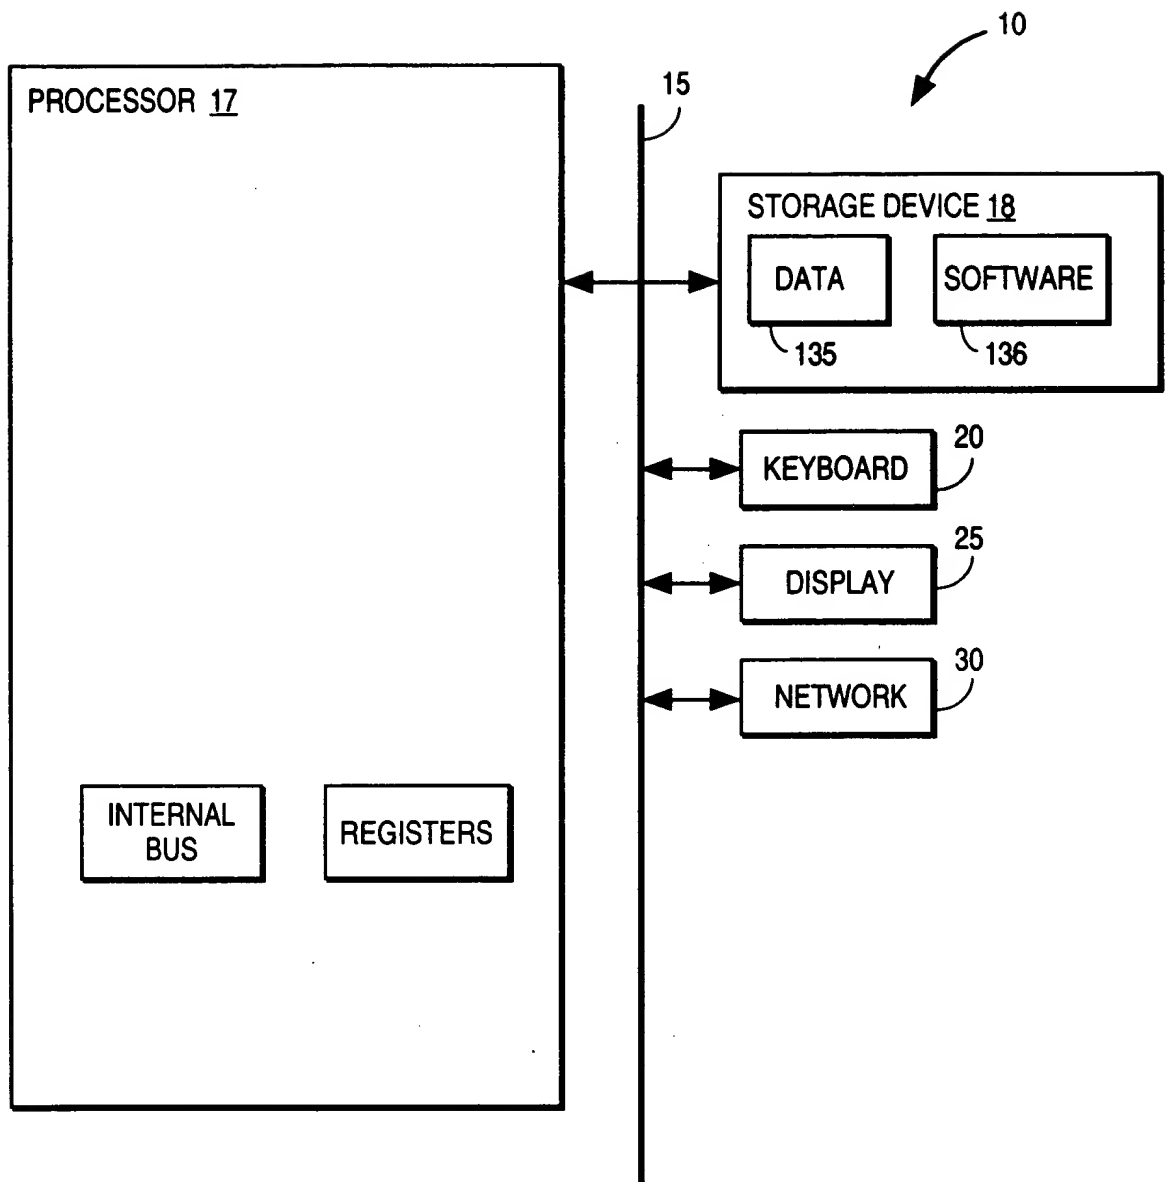 10
PROCESSOR 17
15
STORAGE DEVICE 18
DATA
SOFTWARE
135
136
KEYBOARD
20
DISPLAY
25
NETWORK
30
INTERNAL
BUS
REGISTERS